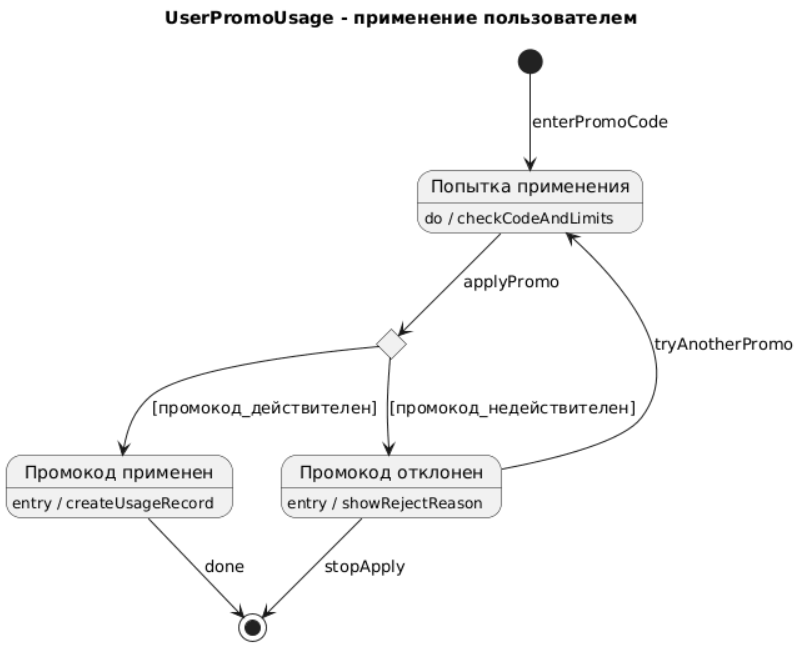 UserPromoUsage - применение пользователем
enterPromoCode
Попытка применения
do / checkCodeAndLimits
applyPromo
tryAnotherPromo
[промокод_действителен]
[промокод_недействителен]
Промокод применен
entry / createUsageRecord
Промокод отклонен
entry / showRejectReason
done
stopApply